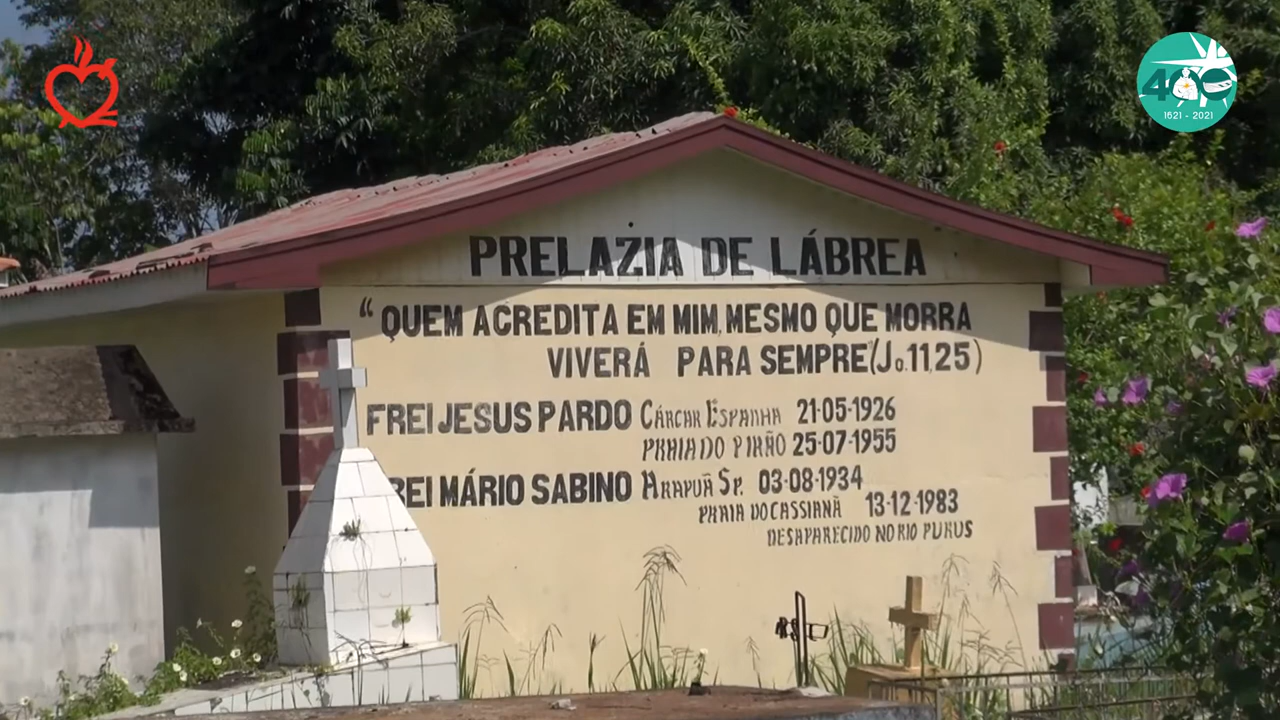 400
1621 - 2021
PRELAZIA DE LÁBREA
“QUEM ACREDITA EM MIM, MESMO QUE MORRA
VIVERÁ PARA SEMPRE (Jo. 11,25)
FREI JESUS PARDO CÁRCAR ESPANHA 21-05-1926
PRAIA DO PIRÃO 25-07-1955
FREI MÁRIO SABINO ARAPUÃ SP. 03-08-1934
PRAIA DO CASSIANÃ 13-12-1983
DESAPARECIDO NO RIO PURUS